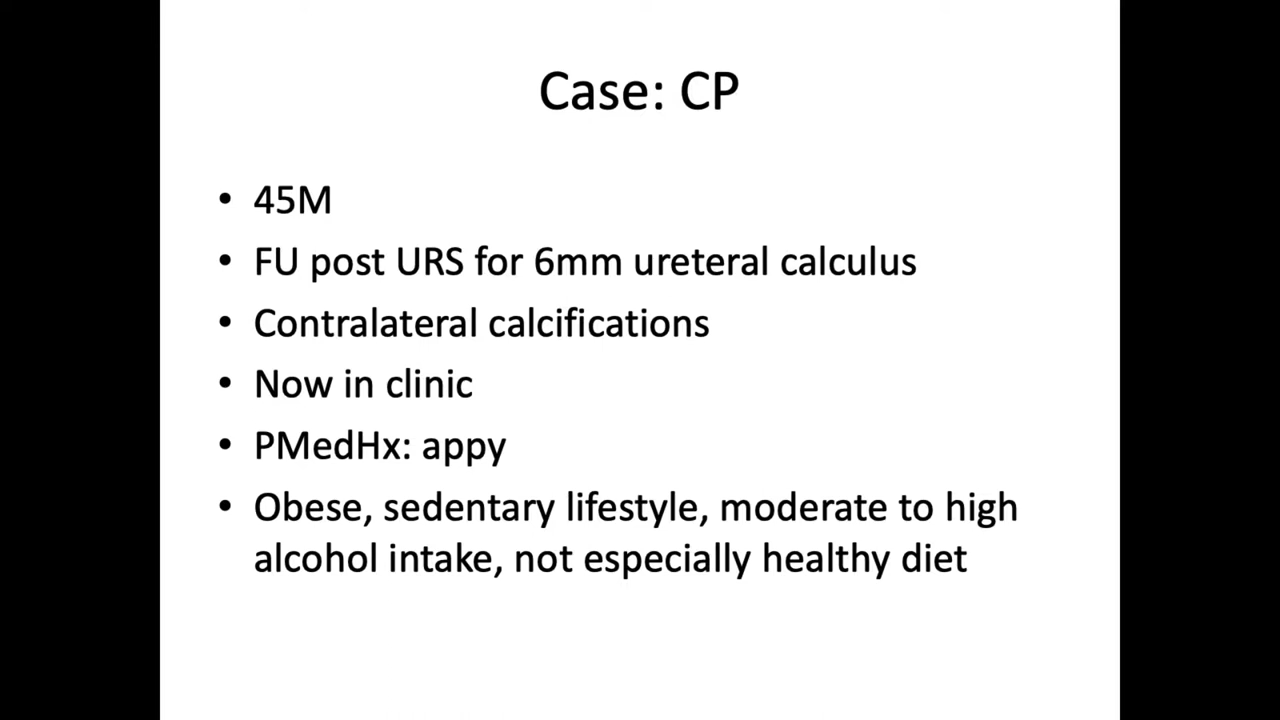 Case: CP
• 45M
• FU post URS for 6mm ureteral calculus
• Contralateral calcifications
• Now in clinic
• PMedHx: appy
• Obese, sedentary lifestyle, moderate to high
alcohol intake, not especially healthy diet